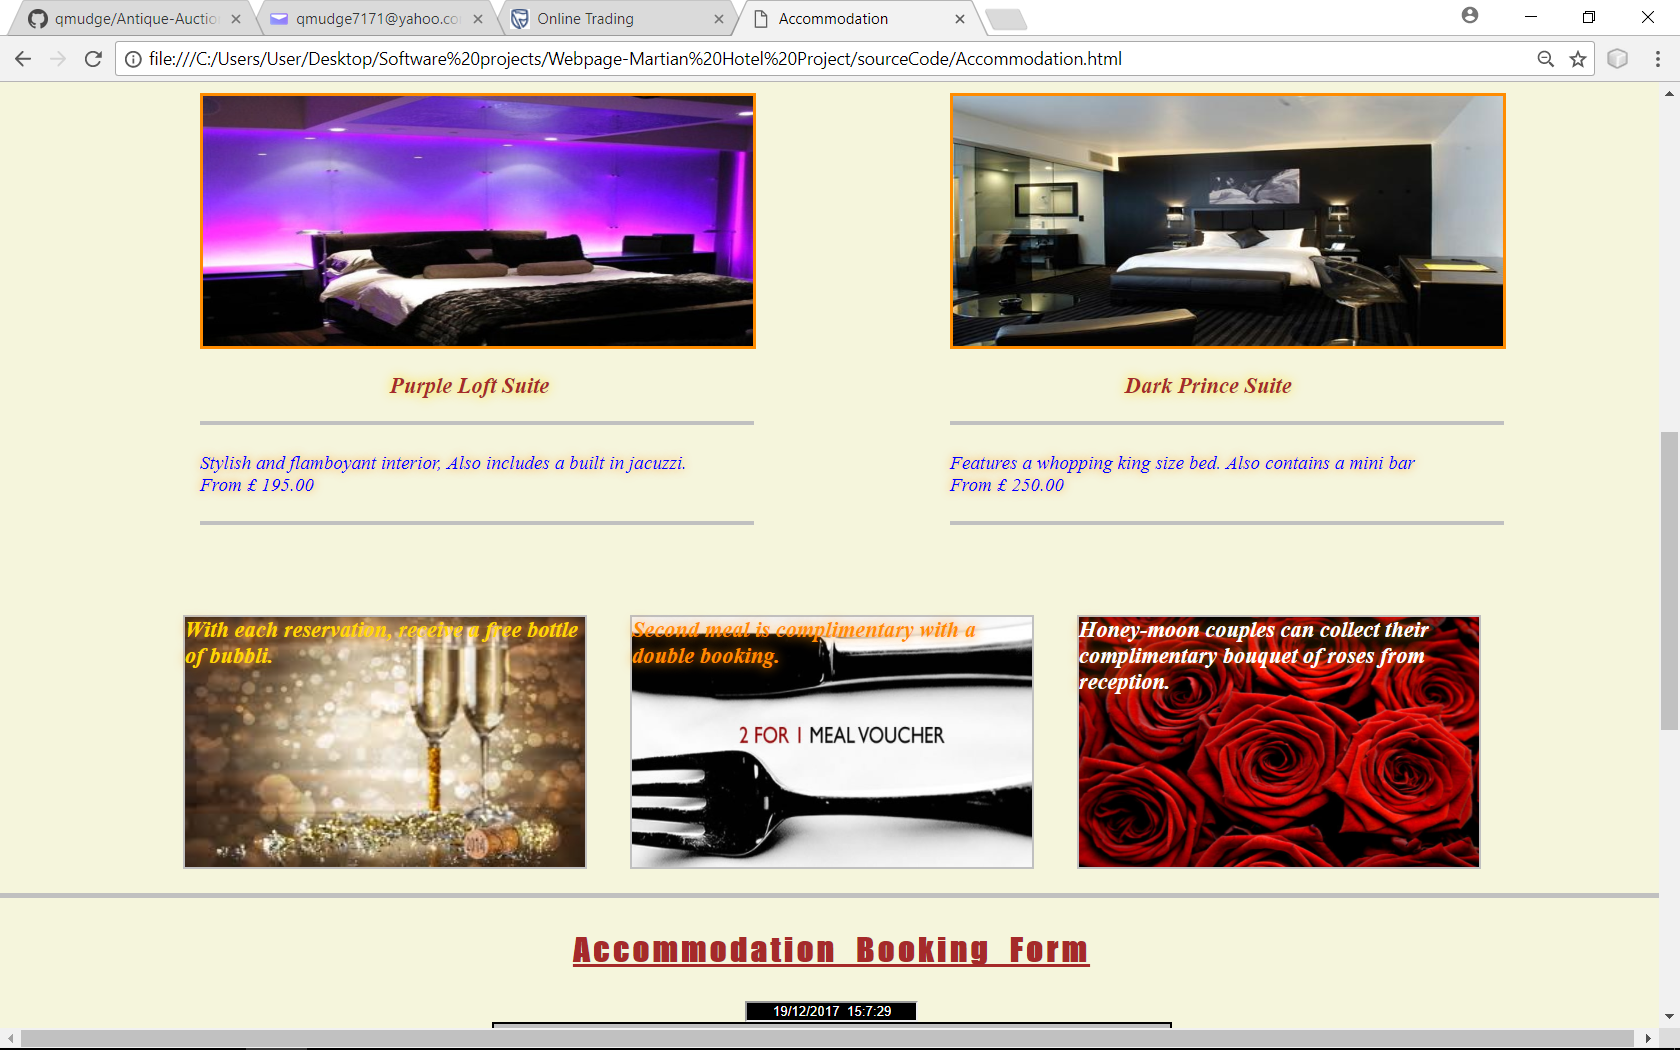 qmudge/Antique-Auctio
qmudge7171@yahoo.co
Online Trading
Accommodation
file:///C:/Users/User/Desktop/Software%20projects/Webpage-Martian%20Hotel%20Project/sourceCode/Accommodation.html
Purple Loft Suite
Dark Prince Suite
Stylish and flamboyant interior, Also includes a built in jacuzzi.
From £ 195.00
Features a whopping king size bed. Also contains a mini bar
From £ 250.00
With each reservation, receive a free bottle
of bubbli.
2014
Second meal is complimentary with a
double booking.
2 FOR 1 MEAL VOUCHER
Honey-moon couples can collect their
complimentary bouquet of roses from
reception.
Accommodation Booking Form
19/12/2017 15:7:29